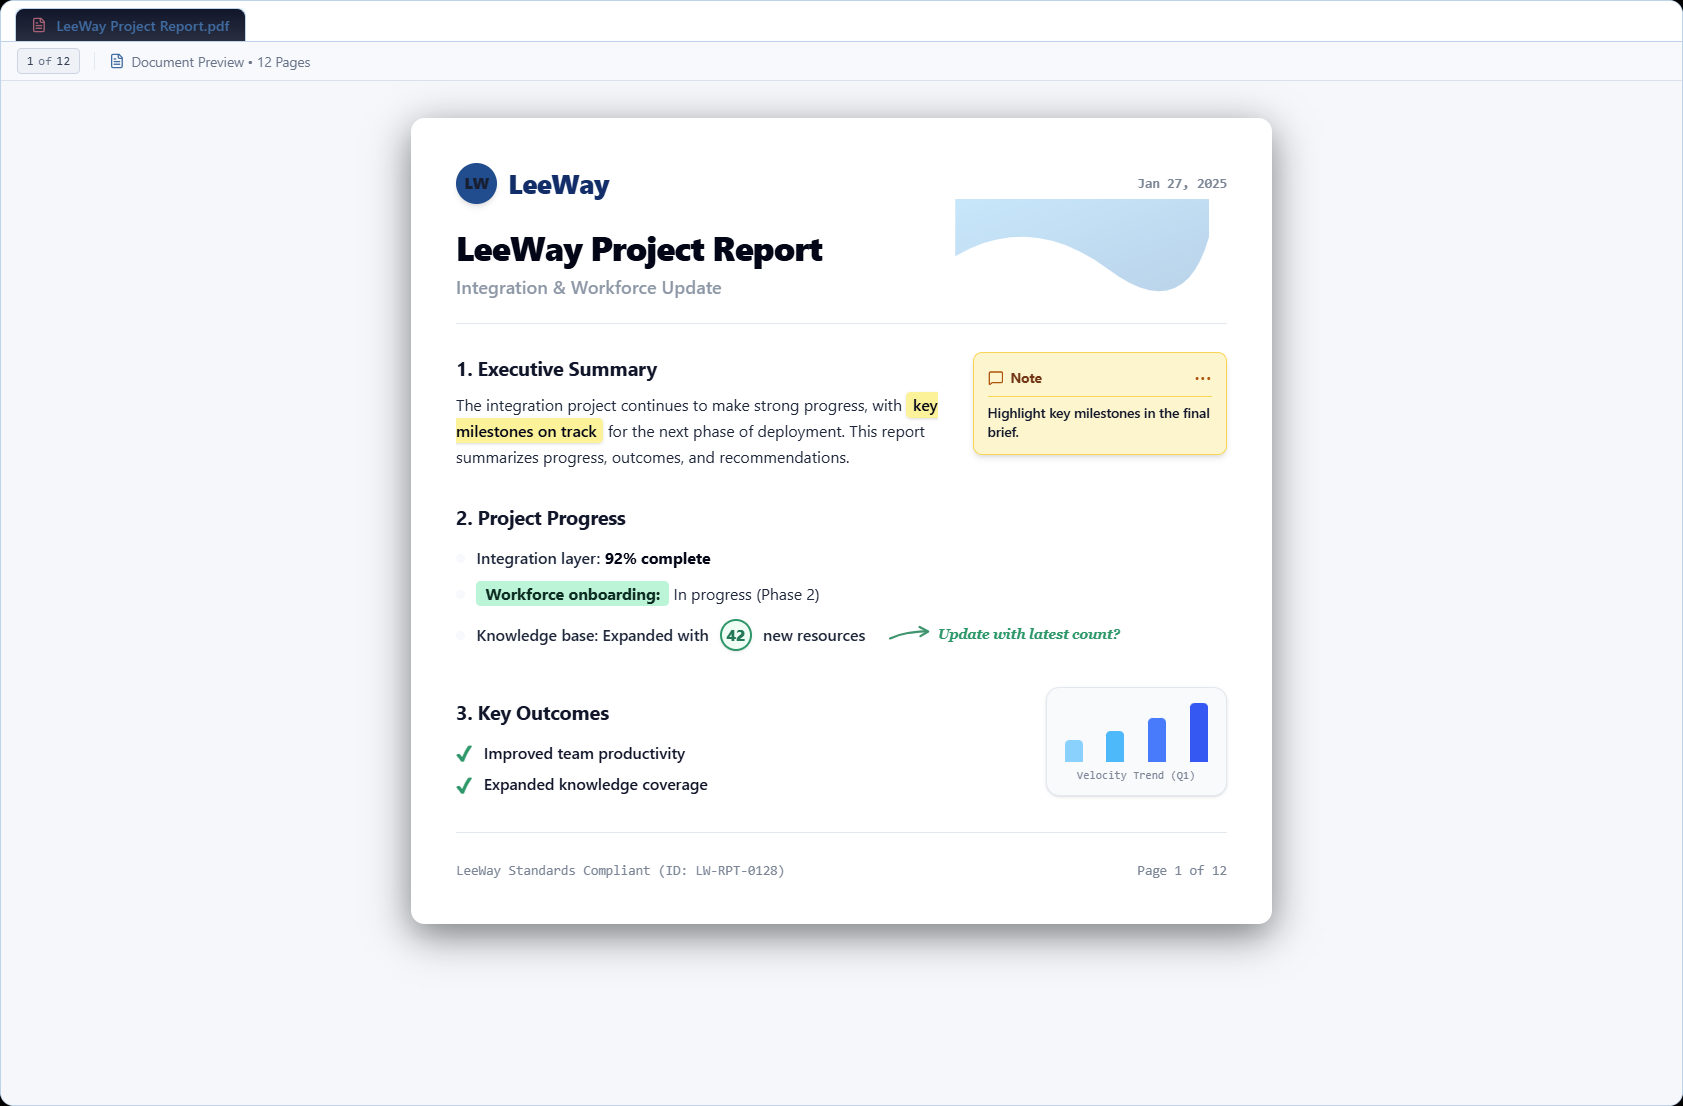 LeeWay Project Report.pdf
1 of 12
Document Preview • 12 Pages
LW LeeWay
Jan 27, 2025
LeeWay Project Report
Integration & Workforce Update
1. Executive Summary
The integration project continues to make strong progress, with key
milestones on track for the next phase of deployment. This report
summarizes progress, outcomes, and recommendations.
Note
Highlight key milestones in the final
brief.
2. Project Progress
Integration layer: 92% complete
Workforce onboarding: In progress (Phase 2)
Knowledge base: Expanded with 42 new resources
Update with latest count?
3. Key Outcomes
Improved team productivity
Expanded knowledge coverage
Velocity Trend (Q1)
LeeWay Standards Compliant (ID: LW-RPT-0128)
Page 1 of 12